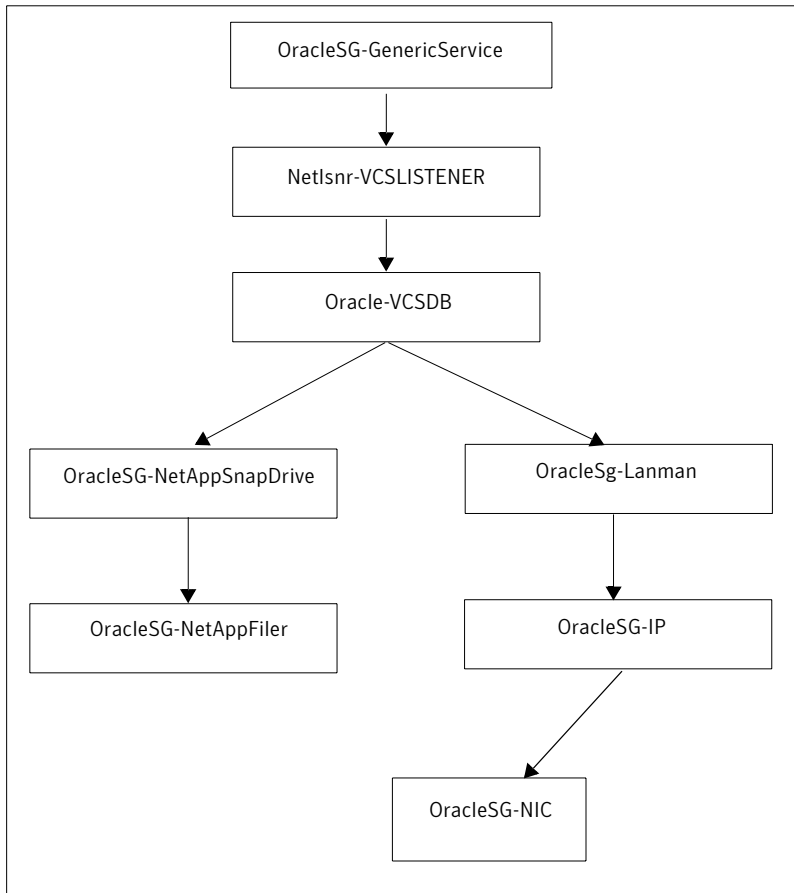 OracleSG-GenericService
Netlsnr-VCSLISTENER
Oracle-VCSDB
OracleSG-NetAppSnapDrive
OracleSg-Lanman
OracleSG-NetAppFiler
OracleSG-IP
OracleSG-NIC